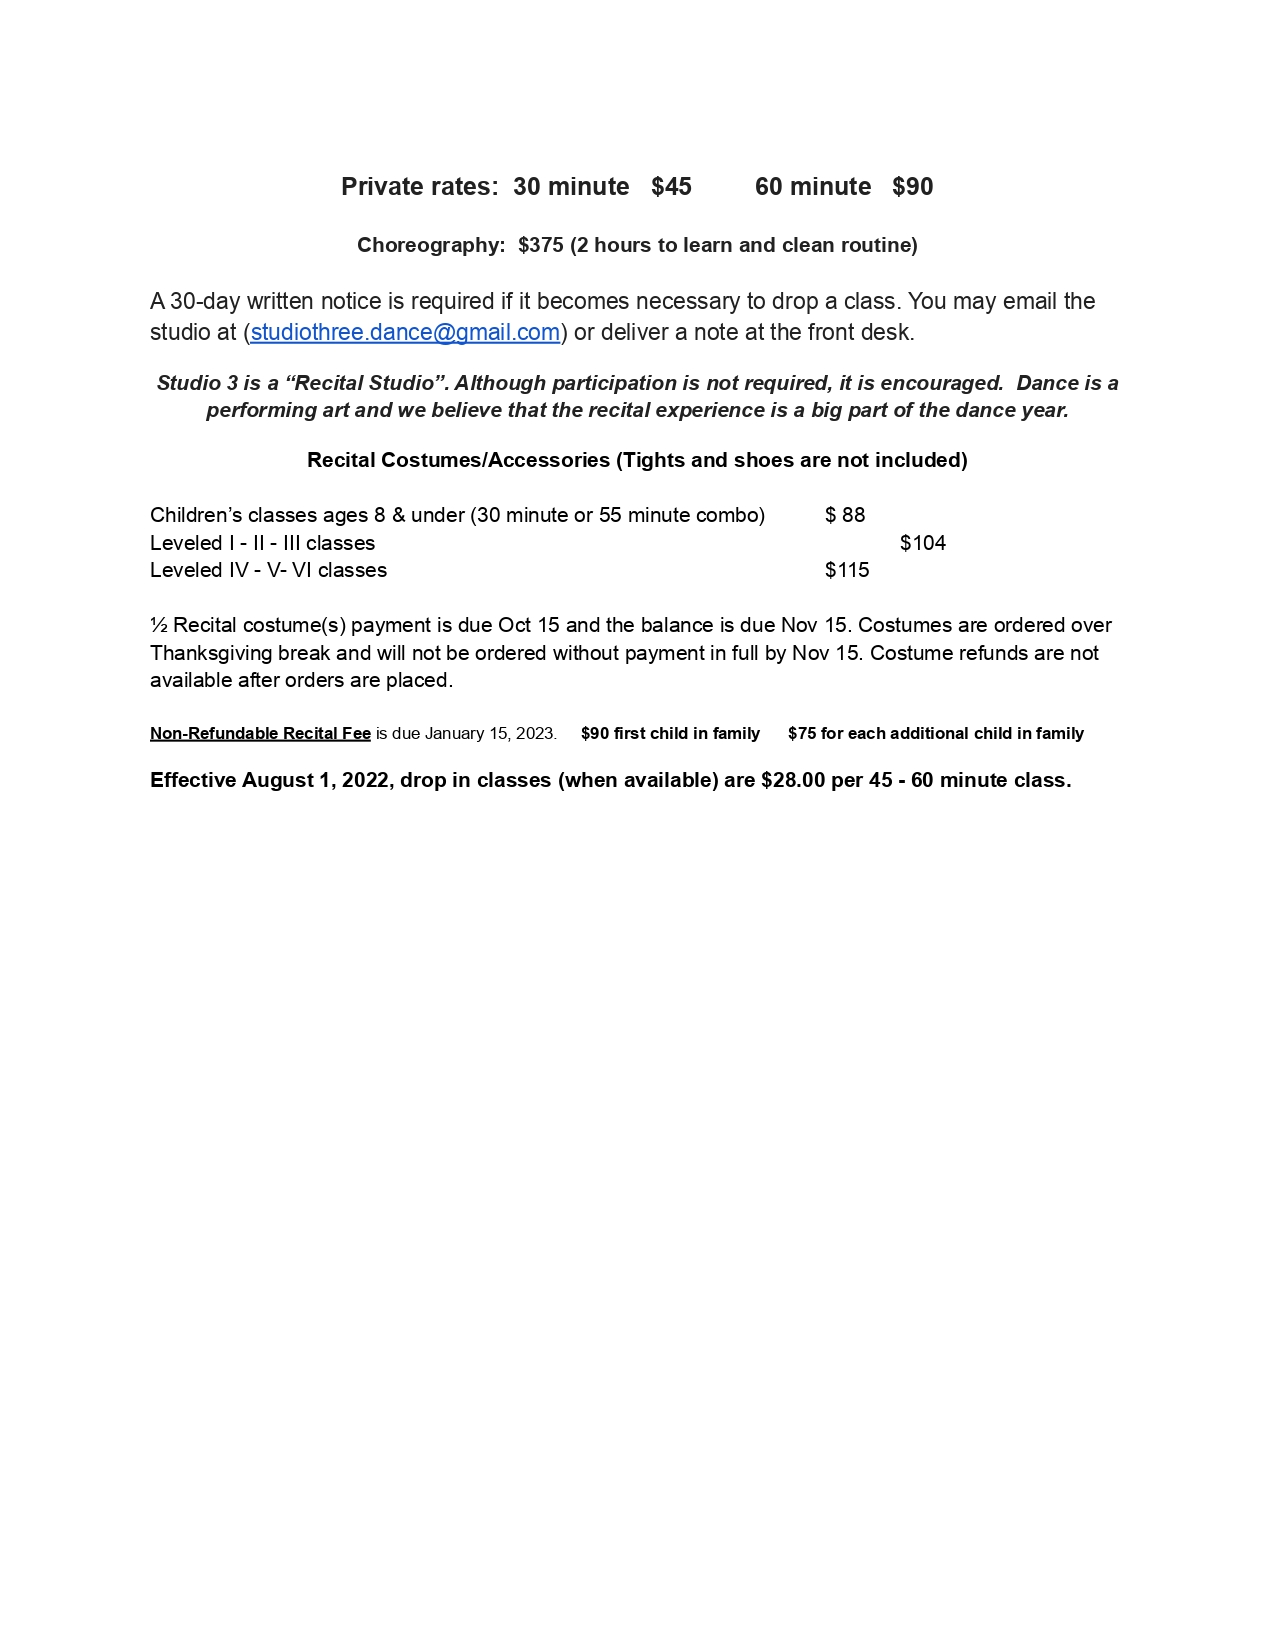 Private rates:  30 minute   $45         60 minute   $90
Choreography:  $375 (2 hours to learn and clean routine)
A 30-day written notice is required if it becomes necessary to drop a class. You may email the
studio at (studiothree.dance@gmail.com) or deliver a note at the front desk.
Studio 3 is a “Recital Studio”. Although participation is not required, it is encouraged.  Dance is a
performing art and we believe that the recital experience is a big part of the dance year.
Recital Costumes/Accessories (Tights and shoes are not included)
Children’s classes ages 8 & under (30 minute or 55 minute combo)          $ 88
Leveled I - II - III classes          $104
Leveled IV - V- VI classes          $115
½ Recital costume(s) payment is due Oct 15 and the balance is due Nov 15. Costumes are ordered over
Thanksgiving break and will not be ordered without payment in full by Nov 15. Costume refunds are not
available after orders are placed.
Non-Refundable Recital Fee is due January 15, 2023.     $90 first child in family      $75 for each additional child in family
Effective August 1, 2022, drop in classes (when available) are $28.00 per 45 - 60 minute class.